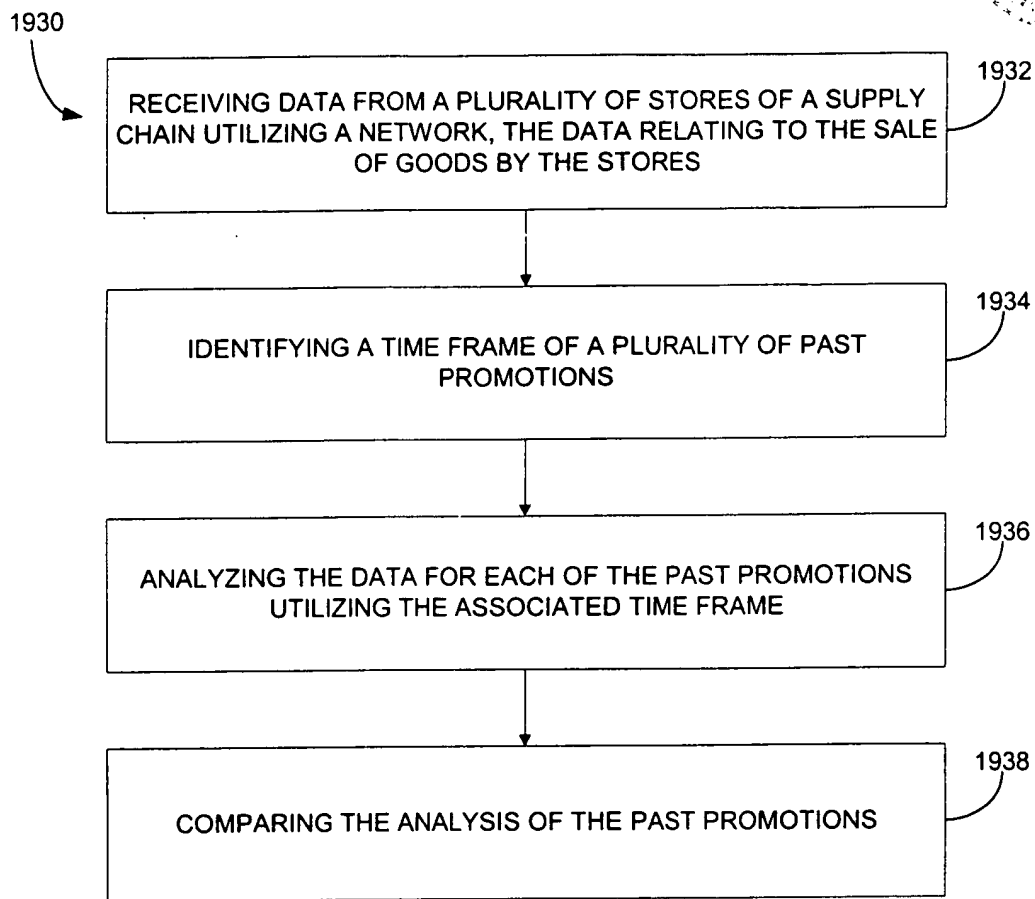 1930
1932
RECEIVING DATA FROM A PLURALITY OF STORES OF A SUPPLY
CHAIN UTILIZING A NETWORK, THE DATA RELATING TO THE SALE
OF GOODS BY THE STORES
1934
IDENTIFYING A TIME FRAME OF A PLURALITY OF PAST
PROMOTIONS
1936
ANALYZING THE DATA FOR EACH OF THE PAST PROMOTIONS
UTILIZING THE ASSOCIATED TIME FRAME
1938
COMPARING THE ANALYSIS OF THE PAST PROMOTIONS